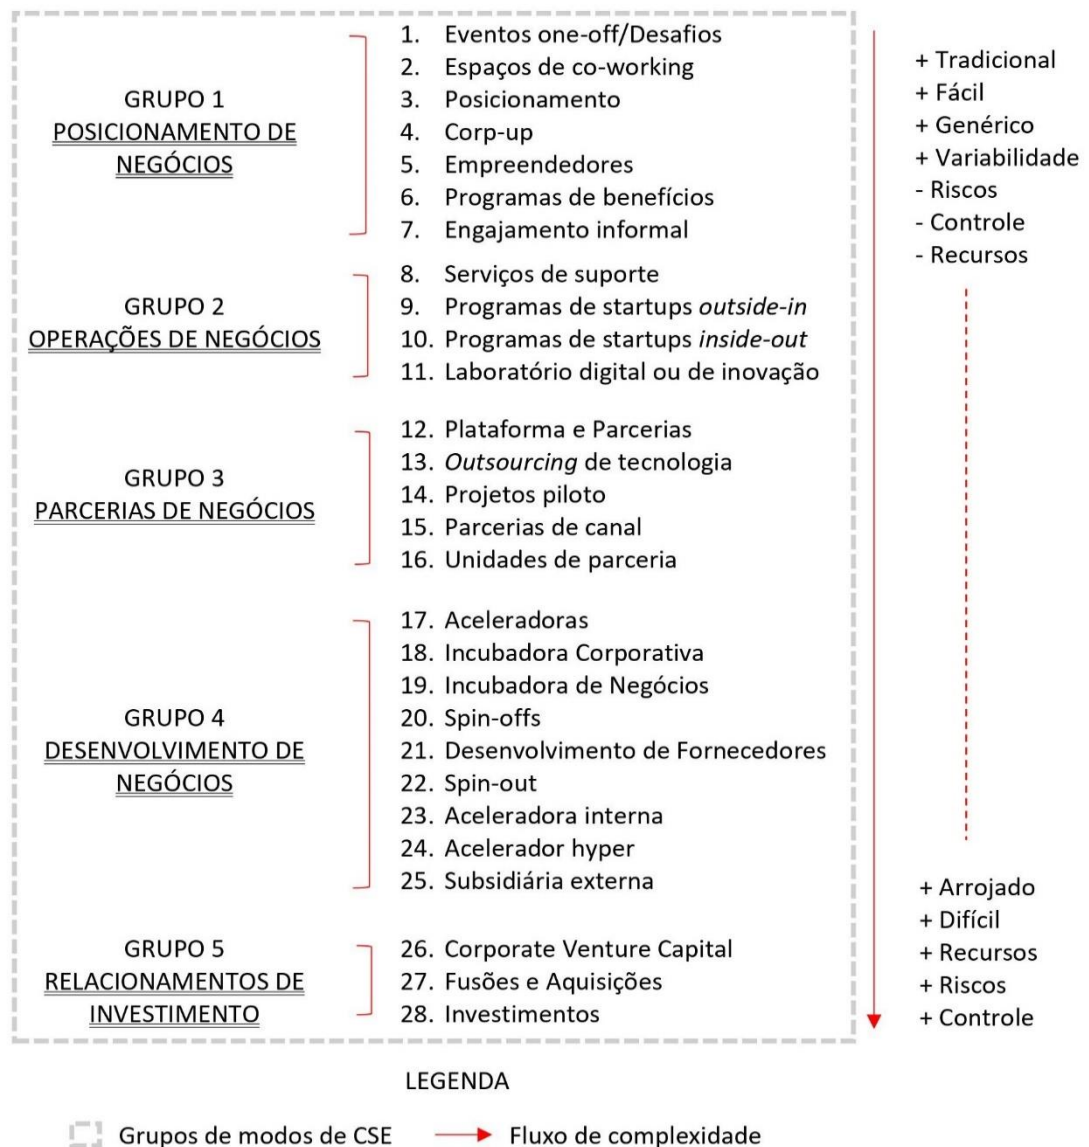 GRUPO 1
POSICIONAMENTO DE
NEGÓCIOS
1. Eventos one-off/Desafios
2. Espaços de co-working
3. Posicionamento
4. Corp-up
5. Empreendedores
6. Programas de benefícios
7. Engajamento informal
GRUPO 2
OPERAÇÕES DE NEGÓCIOS
8. Serviços de suporte
9. Programas de startups outside-in
10. Programas de startups inside-out
11. Laboratório digital ou de inovação
GRUPO 3
PARCERIAS DE NEGÓCIOS
12. Plataforma e Parcerias
13. Outsourcing de tecnologia
14. Projetos piloto
15. Parcerias de canal
16. Unidades de parceria
GRUPO 4
DESENVOLVIMENTO DE
NEGÓCIOS
17. Aceleradoras
18. Incubadora Corporativa
19. Incubadora de Negócios
20. Spin-offs
21. Desenvolvimento de Fornecedores
22. Spin-out
23. Aceleradora interna
24. Acelerador hyper
25. Subsidiária externa
GRUPO 5
RELACIONAMENTOS DE
INVESTIMENTO
26. Corporate Venture Capital
27. Fusões e Aquisições
28. Investimentos
+ Tradicional
+ Fácil
+ Genérico
+ Variabilidade
- Riscos
- Controle
- Recursos
+ Arrojado
+ Difícil
+ Recursos
+ Riscos
+ Controle
LEGENDA
Grupos de modos de CSE
Fluxo de complexidade